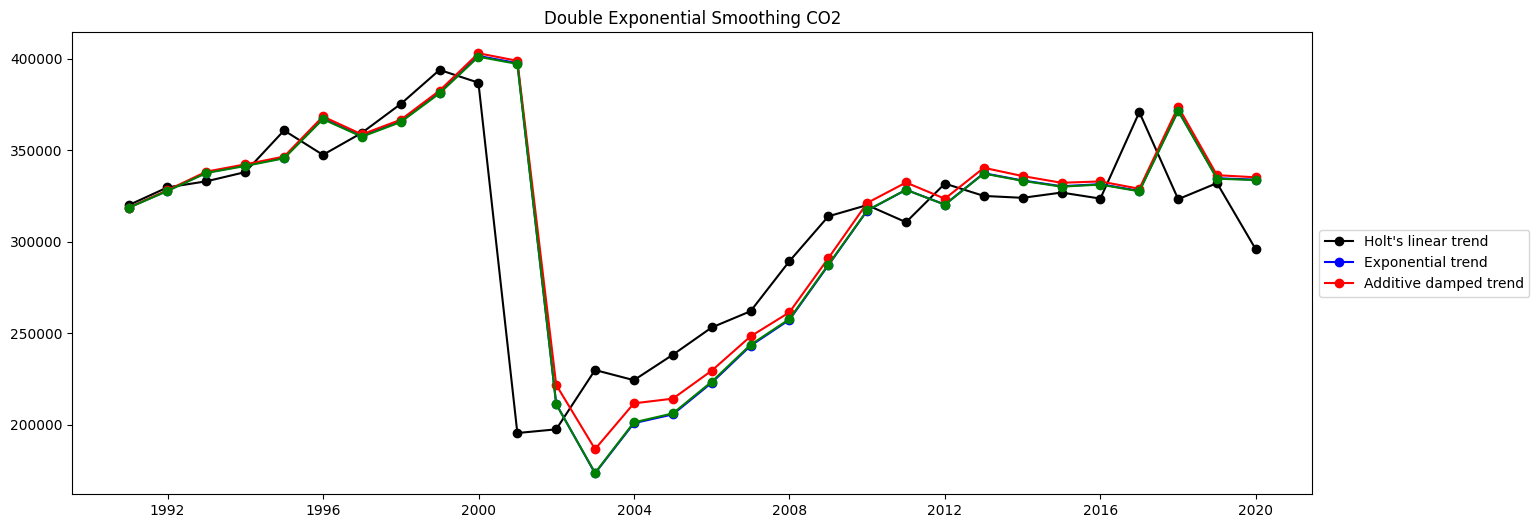 Double Exponential Smoothing CO2
400000
350000
300000
250000
200000
1992 1996 2000 2004 2008 2012 2016 2020
Holt's linear trend
Exponential trend
Additive damped trend